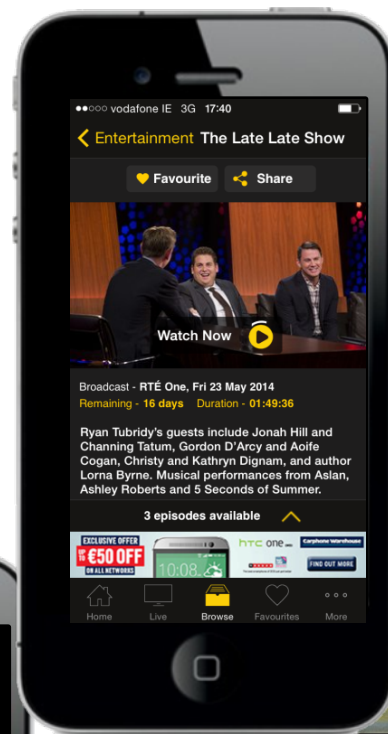 vodafone IE 3G 17:40
Entertainment The Late Late Show
Favourite Share
Watch Now
Broadcast - RTÉ One, Fri 23 May 2014
Remaining - 16 days Duration - 01:49:36
Ryan Tubridy's guests include Jonah Hill and
Channing Tatum, Gordon D'Arcy and Aoife
Cogan, Christy and Kathryn Dignam, and author
Lorna Byrne. Musical performances from Aslan,
Ashley Roberts and 5 Seconds of Summer.
3 episodes available
EXCLUSIVE OFFER
UP TO €50 OFF
ON ALL NETWORKS
10:08
hTC one
Carphone Warehouse
FIND OUT MORE
Home Live Browse Favourites More